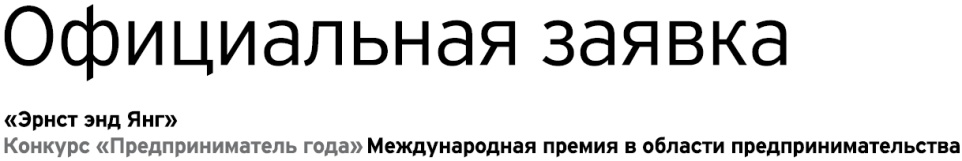 Официальная заявка
«Эрнст энд Янг»
Конкурс «Предприниматель года» Международная премия в области предпринимательства